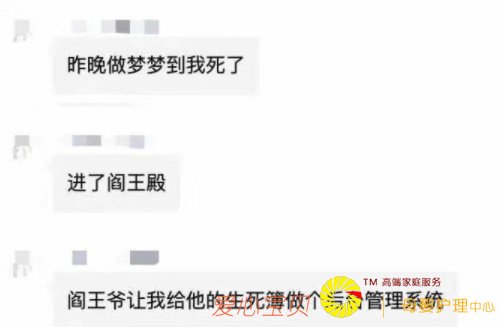 昨晚做梦梦到我死了
进了阎王殿
TM 高端家庭服务
阎王爷让我给他的生死簿做个后台管理系统
爱心宝贝
护理中心